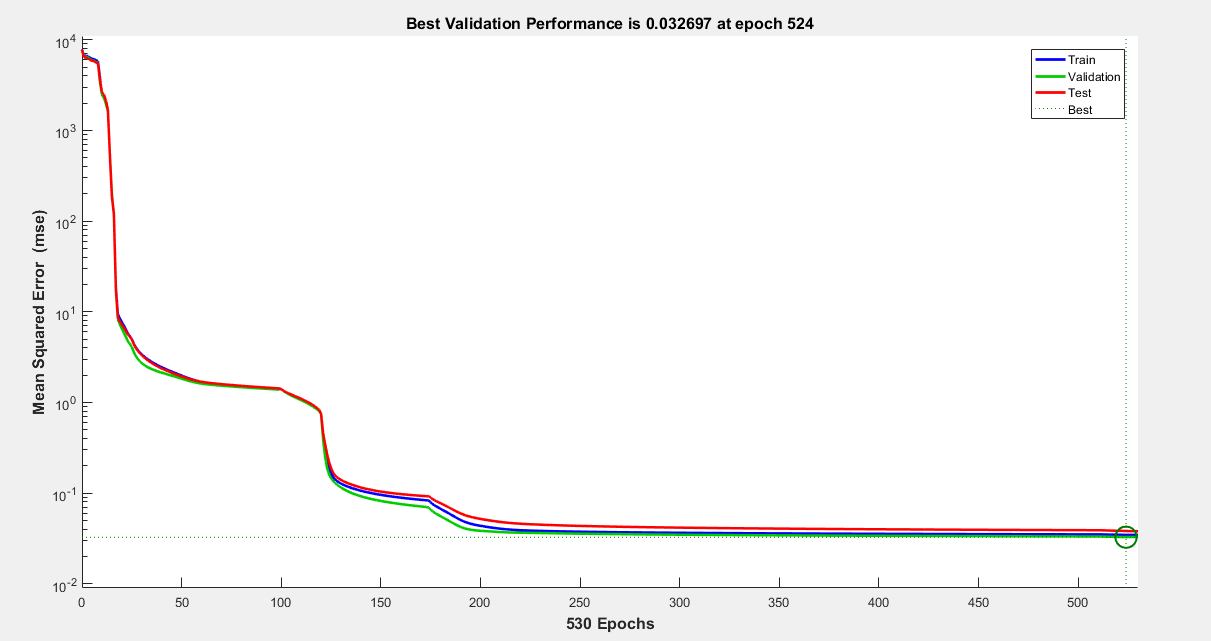 Best Validation Performance is 0.032697 at epoch 524
Mean Squared Error (mse)
10^4
10^3
10^2
10^1
10^0
10^-1
10^-2
Train
Validation
Test
Best
0 50 100 150 200 250 300 350 400 450 500
530 Epochs